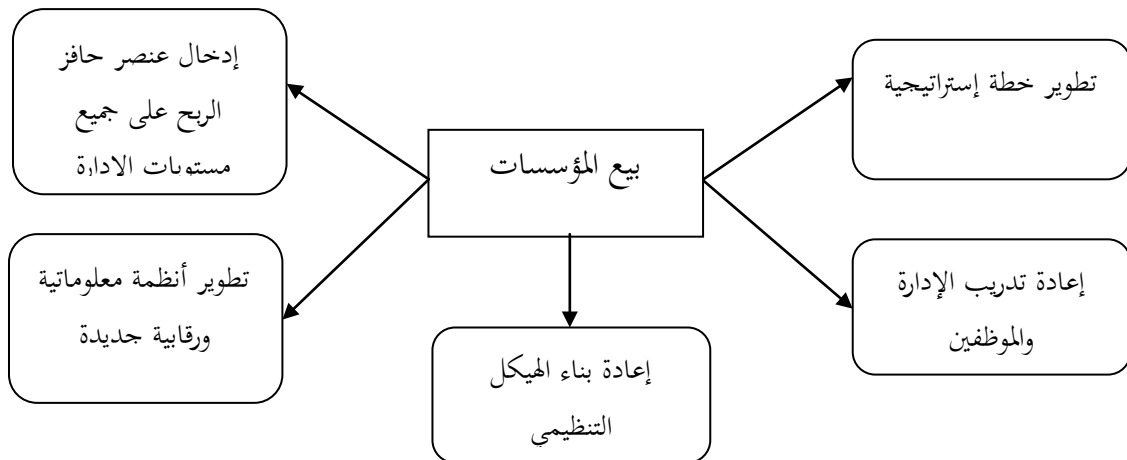 تطوير خطة إستراتيجية
إدخال عنصر حافز
الربح على جميع
مستويات الادارة
بيع المؤسسات
إعادة تدريب الإدارة
والموظفين
تطوير أنظمة معلوماتية
ورقابية جديدة
إعادة بناء الهيكل
التنظيمي